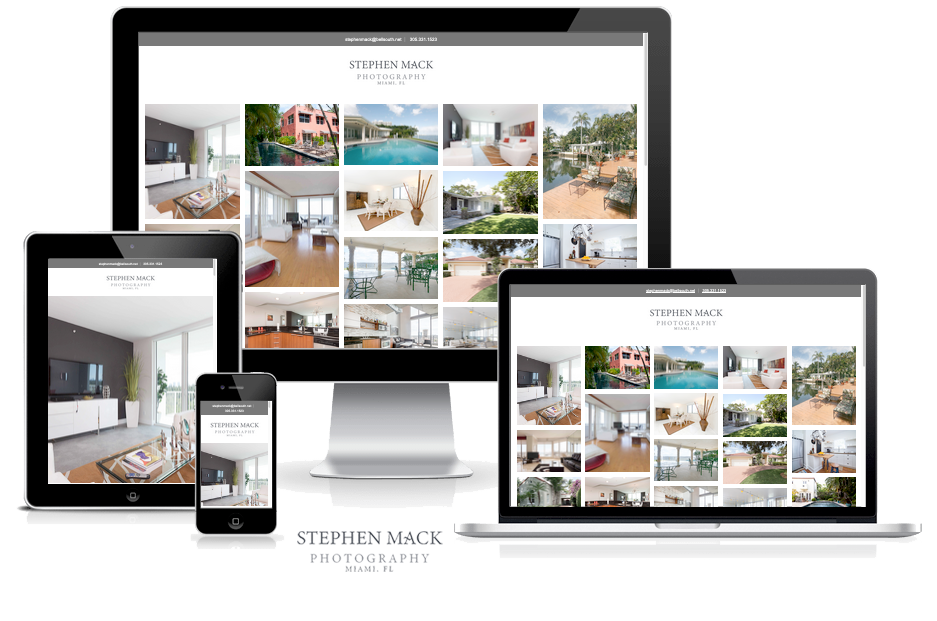 stephenmack@bellsouth.net | 305.331.1523
STEPHEN MACK
PHOTOGRAPHY
MIAMI, FL
stephenmack@bellsouth.net | 305.331.1523
STEPHEN MACK
PHOTOGRAPHY
MIAMI, FL
stephenmack@bellsouth.net | 305.331.1523
STEPHEN MACK
PHOTOGRAPHY
MIAMI, FL
stephenmack@bellsouth.net |
305.331.1523
STEPHEN MACK
PHOTOGRAPHY
MIAMI, FL
STEPHEN MACK
PHOTOGRAPHY
MIAMI, FL